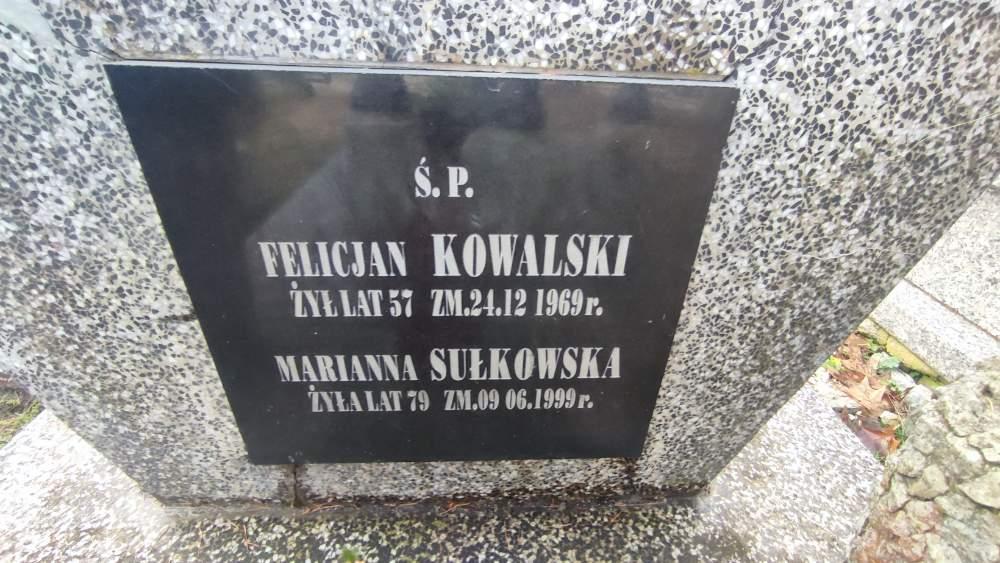 Ś. P.
FELICJAN KOWALSKI
ŻYŁ LAT 57 ZM.24.12 1969 r.
MARIANNA SUŁKOWSKA
ŻYŁA LAT 79 ZM.09 06.1999 r.